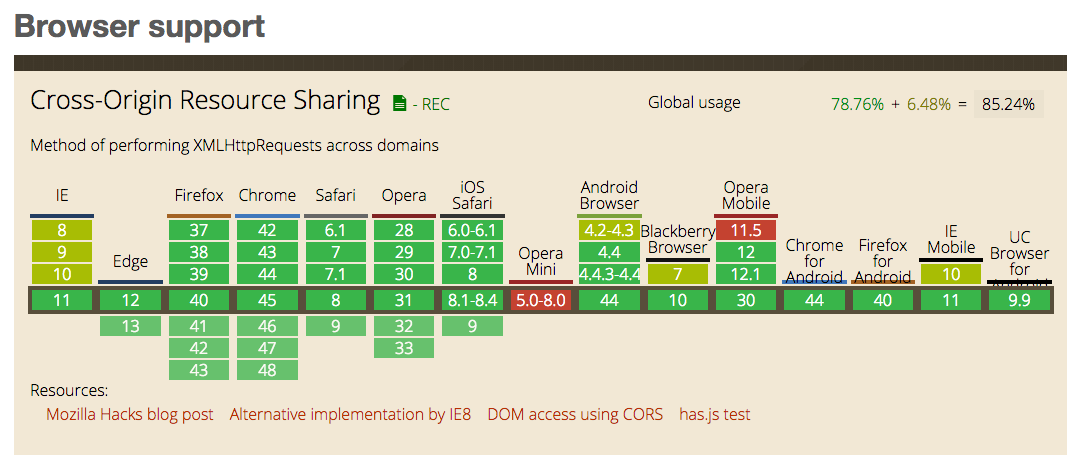 Browser support
Cross-Origin Resource Sharing - REC
Global usage 78.76% + 6.48% = 85.24%
Method of performing XMLHttpRequests across domains
IE Edge Firefox Chrome Safari Opera iOS Safari Opera Mini Android Browser Blackberry Browser Opera Mobile Chrome for Android Firefox for Android IE Mobile UC Browser for Android
8 37 42 6.1 28 6.0-6.1 4.2-4.3 11.5
9 38 43 7 29 7.0-7.1 4.4 12
10 39 44 7.1 30 8 4.4.3-4.4 7 12.1 10
11 12 40 45 8 31 8.1-8.4 5.0-8.0 44 10 30 44 40 11 9.9
13 41 46 9 32 9
42 47 33
43 48
Resources:
Mozilla Hacks blog post Alternative implementation by IE8 DOM access using CORS has.js test